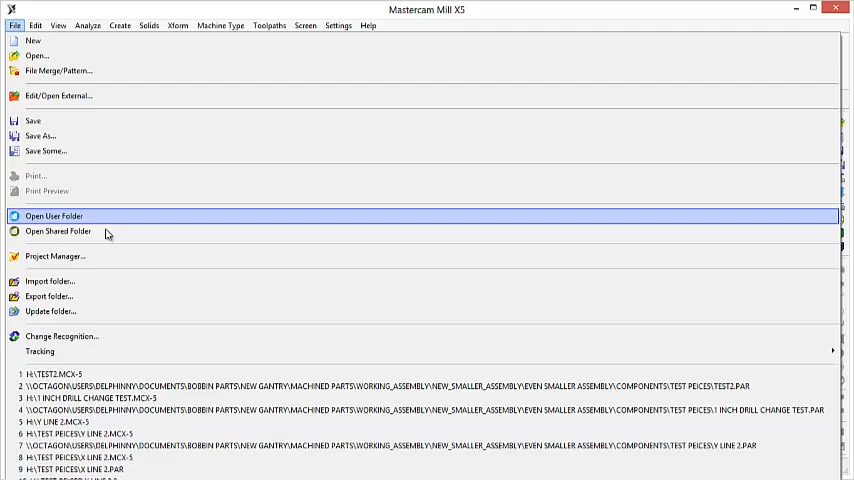 Mastercam Mill X5
File Edit View Analyze Create Solids Xform Machine Type Toolpaths Screen Settings Help
New
Open...
File Merge/Pattern...
Edit/Open External...
Save
Save As...
Save Some...
Print...
Print Preview
Open User Folder
Open Shared Folder
Project Manager...
Import folder...
Export folder...
Update folder...
Change Recognition...
Tracking
1 H:\TEST2.MCX-5
2 \\OCTAGON\USERS\DELPHINNY\DOCUMENTS\BOBBIN PARTS\NEW GANTRY\MACHINED PARTS\WORKING_ASSEMBLY\NEW_SMALLER_ASSEMBLY\EVEN SMALLER ASSEMBLY\COMPONENTS\TEST PEICES\TEST2.PAR
3 H:\1 INCH DRILL CHANGE TEST.MCX-5
4 \\OCTAGON\USERS\DELPHINNY\DOCUMENTS\BOBBIN PARTS\NEW GANTRY\MACHINED PARTS\WORKING_ASSEMBLY\NEW_SMALLER_ASSEMBLY\EVEN SMALLER ASSEMBLY\COMPONENTS\TEST PEICES\1 INCH DRILL CHANGE TEST.PAR
5 H:\Y LINE 2.MCX-5
6 H:\TEST PEICES\Y LINE 2.MCX-5
7 \\OCTAGON\USERS\DELPHINNY\DOCUMENTS\BOBBIN PARTS\NEW GANTRY\MACHINED PARTS\WORKING_ASSEMBLY\NEW_SMALLER_ASSEMBLY\EVEN SMALLER ASSEMBLY\COMPONENTS\TEST PEICES\Y LINE 2.PAR
8 H:\TEST PEICES\X LINE 2.MCX-5
9 H:\TEST PEICES\X LINE 2.PAR